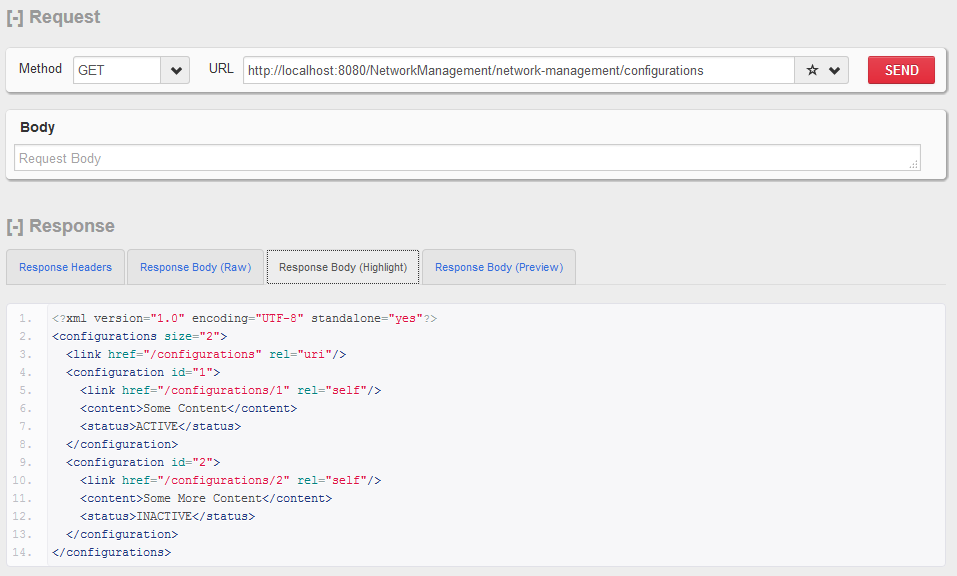 [-] Request
Method GET URL http://localhost:8080/NetworkManagement/network-management/configurations SEND
Body
Request Body
[-] Response
Response Headers Response Body (Raw) Response Body (Highlight) Response Body (Preview)
1. <?xml version="1.0" encoding="UTF-8" standalone="yes"?>
2. <configurations size="2">
3. <link href="/configurations" rel="uri"/>
4. <configuration id="1">
5. <link href="/configurations/1" rel="self"/>
6. <content>Some Content</content>
7. <status>ACTIVE</status>
8. </configuration>
9. <configuration id="2">
10. <link href="/configurations/2" rel="self"/>
11. <content>Some More Content</content>
12. <status>INACTIVE</status>
13. </configuration>
14. </configurations>